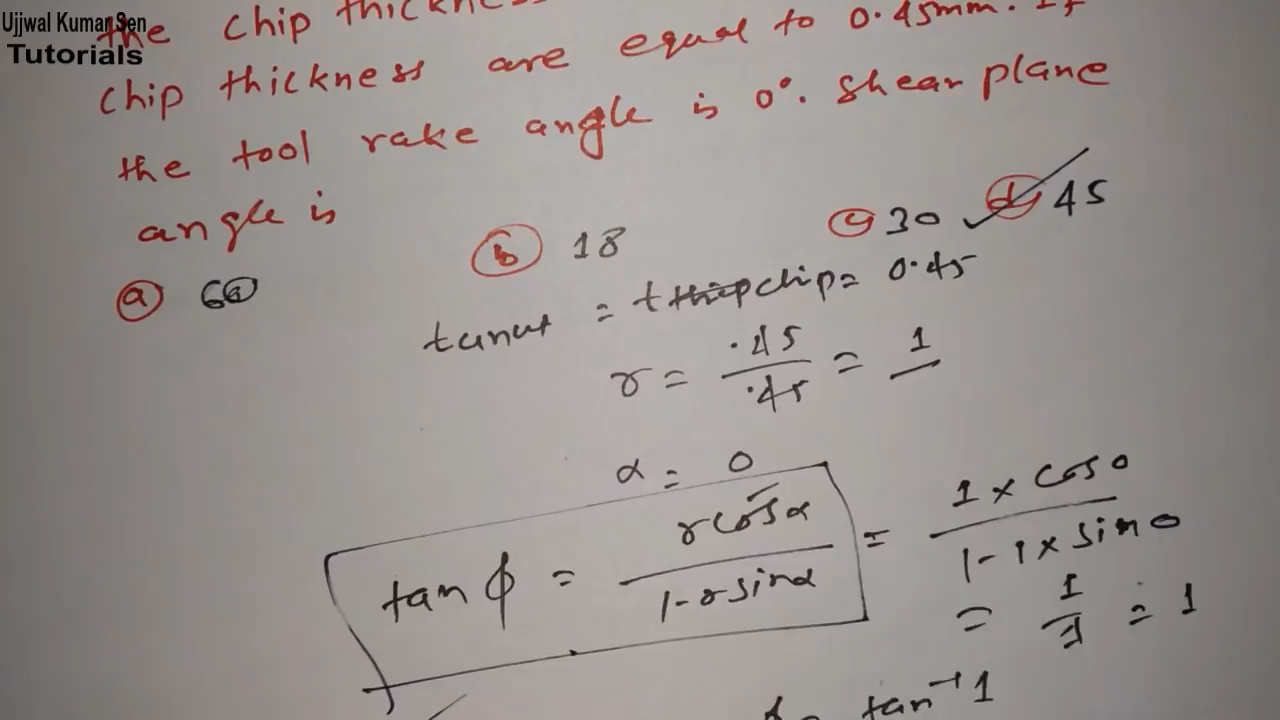 Ujjwal Kumar Sen
Tutorials
the chip thickness
chip thickness are equal to 0.45mm. If
the tool rake angle is 0°. shear plane
angle is
(a) 60 (b) 18 (c) 30 (d) 45
= t chip = 0.45
r = .45/.45 = 1
α = 0
tan ϕ = r cos α / 1-r sin α = 1 x cos 0 / 1-1 x sin 0
= 1/1 = 1
tan⁻¹ 1